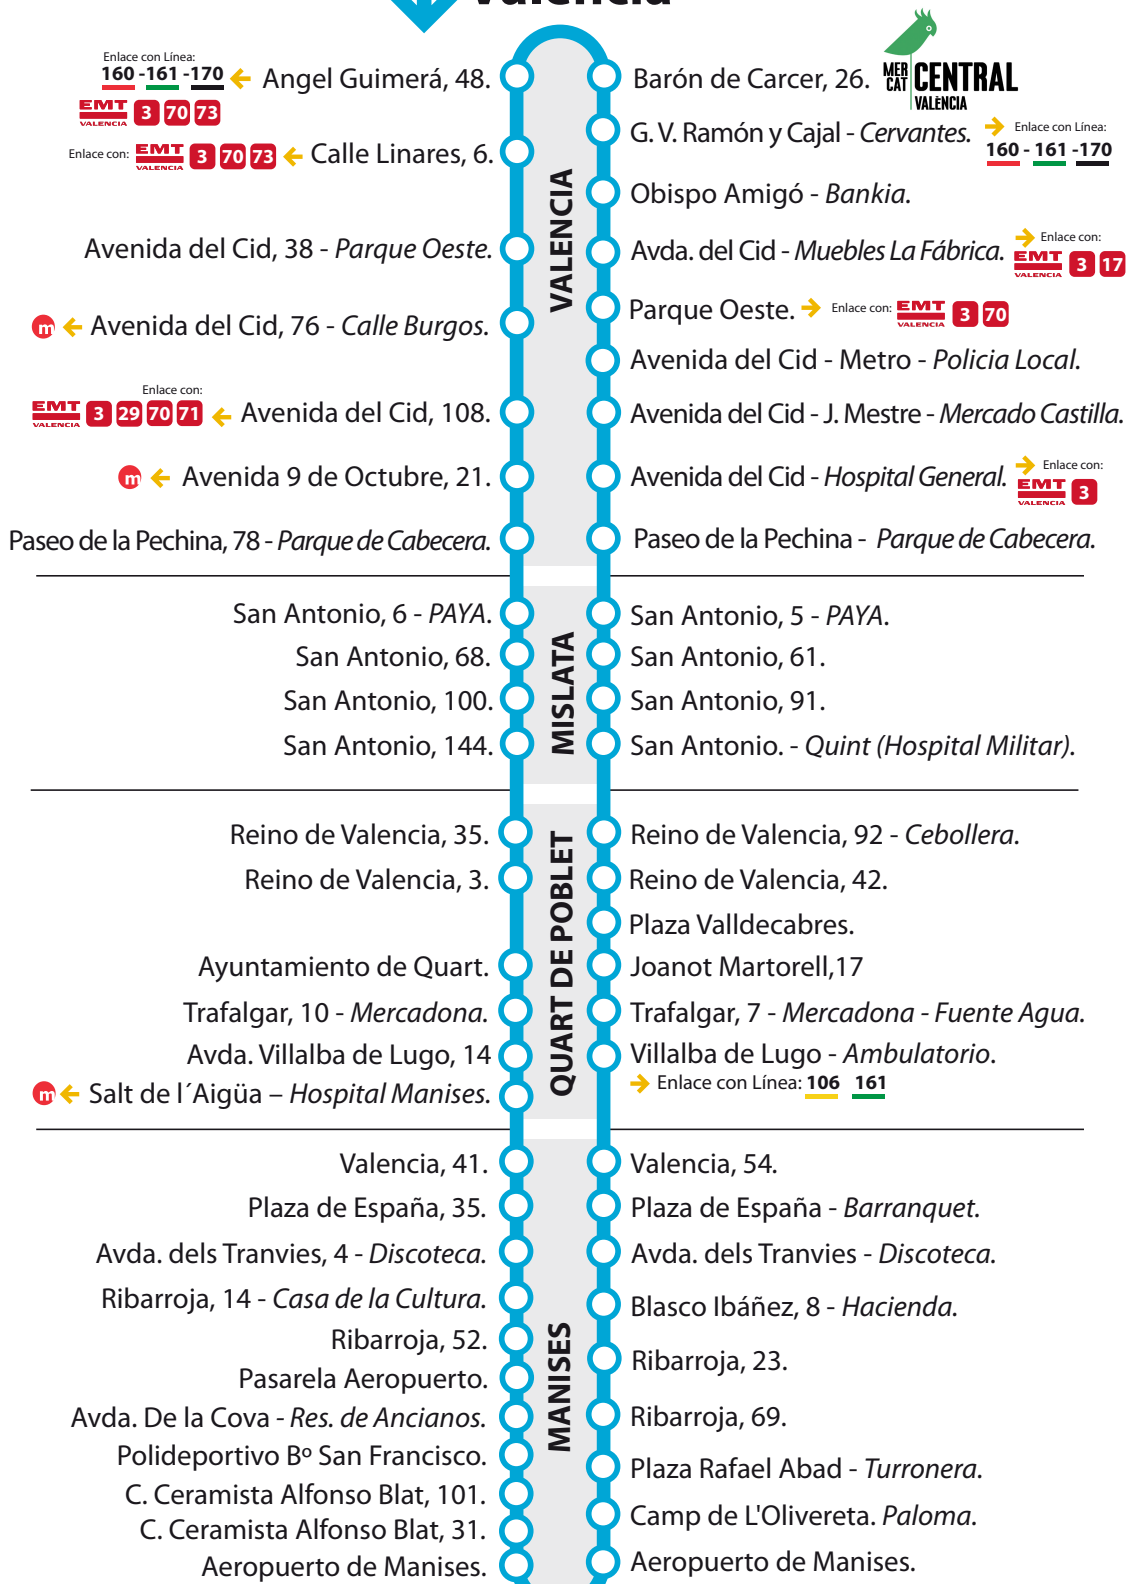 Valencia
Enlace con Línea:
160 - 161 - 170
Angel Guimerá, 48.
EMT VALENCIA 3 70 73
Enlace con: EMT VALENCIA 3 70 73 Calle Linares, 6.
Avenida del Cid, 38 - Parque Oeste.
m Avenida del Cid, 76 - Calle Burgos.
Enlace con:
EMT VALENCIA 3 29 70 71 Avenida del Cid, 108.
m Avenida 9 de Octubre, 21.
Paseo de la Pechina, 78 - Parque de Cabecera.
VALENCIA
Barón de Carcer, 26.
MERCAT CENTRAL
VALÈNCIA
G. V. Ramón y Cajal - Cervantes.
Enlace con Línea:
160 - 161 - 170
Obispo Amigó - Bankia.
Avda. del Cid - Muebles La Fábrica.
Enlace con:
EMT VALENCIA 3 17
Parque Oeste. Enlace con: EMT VALENCIA 3 70
Avenida del Cid - Metro - Policia Local.
Avenida del Cid - J. Mestre - Mercado Castilla.
Avenida del Cid - Hospital General.
Enlace con:
EMT VALENCIA 3
Paseo de la Pechina - Parque de Cabecera.
San Antonio, 6 - PAYA.
San Antonio, 68.
San Antonio, 100.
San Antonio, 144.
MISLATA
San Antonio, 5 - PAYA.
San Antonio, 61.
San Antonio, 91.
San Antonio. - Quint (Hospital Militar).
Reino de Valencia, 35.
Reino de Valencia, 3.
Ayuntamiento de Quart.
Trafalgar, 10 - Mercadona.
Avda. Villalba de Lugo, 14
m Salt de l´Aigüa – Hospital Manises.
QUART DE POBLET
Reino de Valencia, 92 - Cebollera.
Reino de Valencia, 42.
Plaza Valldecabres.
Joanot Martorell,17
Trafalgar, 7 - Mercadona - Fuente Agua.
Villalba de Lugo - Ambulatorio.
Enlace con Línea: 106 161
Valencia, 41.
Plaza de España, 35.
Avda. dels Tranvies, 4 - Discoteca.
Ribarroja, 14 - Casa de la Cultura.
Ribarroja, 52.
Pasarela Aeropuerto.
Avda. De la Cova - Res. de Ancianos.
Polideportivo Bº San Francisco.
C. Ceramista Alfonso Blat, 101.
C. Ceramista Alfonso Blat, 31.
Aeropuerto de Manises.
MANISES
Valencia, 54.
Plaza de España - Barranquet.
Avda. dels Tranvies - Discoteca.
Blasco Ibáñez, 8 - Hacienda.
Ribarroja, 23.
Ribarroja, 69.
Plaza Rafael Abad - Turronera.
Camp de L'Olivereta. Paloma.
Aeropuerto de Manises.